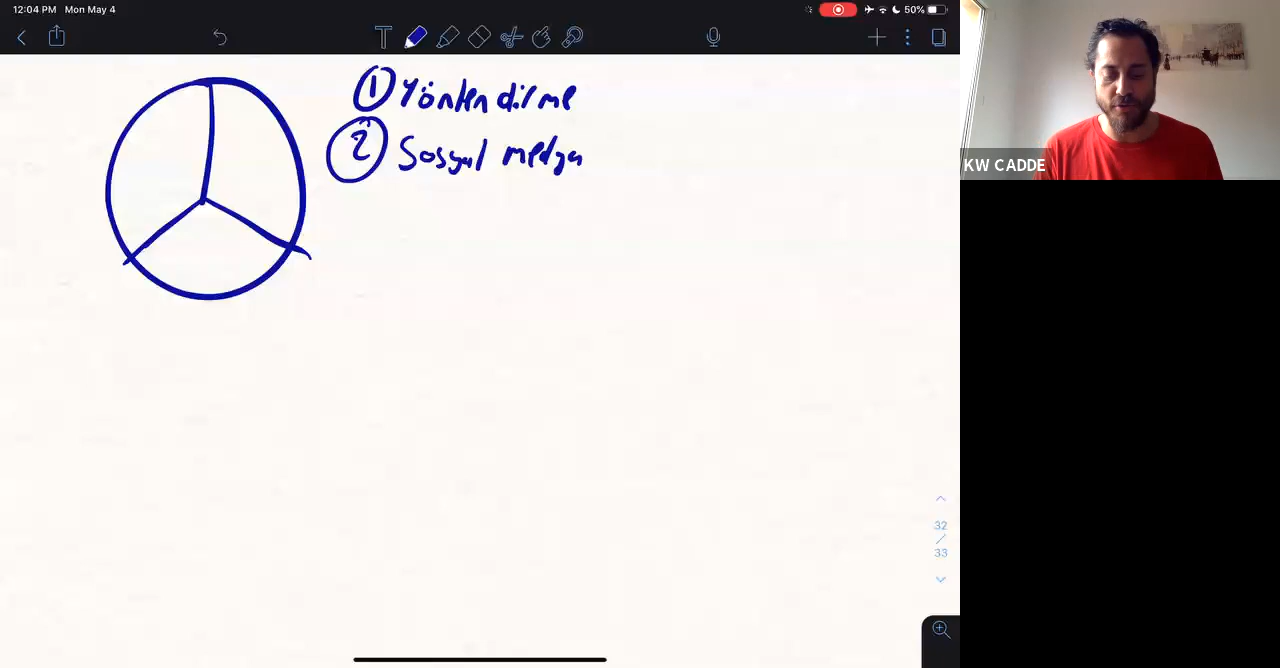 12:04 PM Mon May 4
50%
① Yönlendirme
② Sosyal medya
KW CADDE
32
/
33